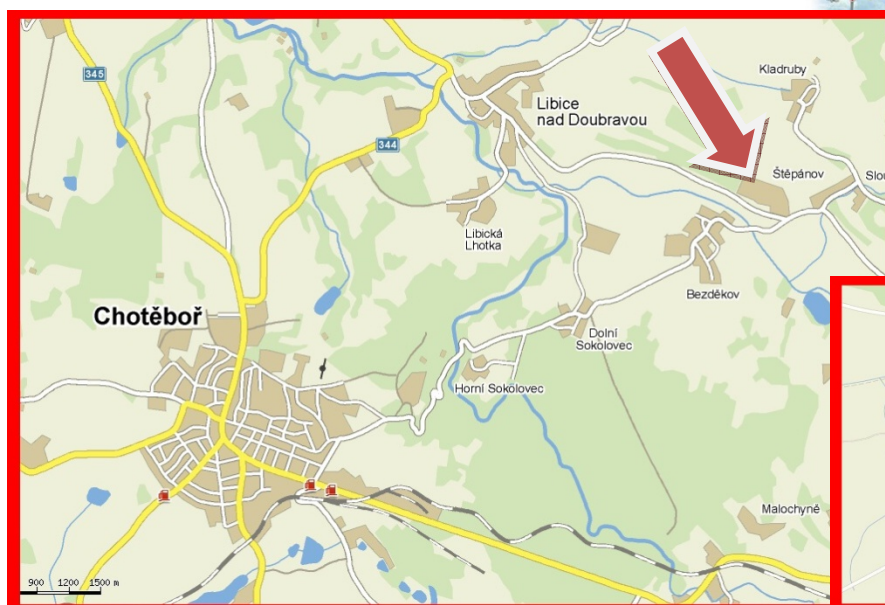 345
Kladruby
Libice
nad Doubravou
344
Štěpánov
Libická
Lhotka
Bezděkov
Chotěboř
Dolní
Sokolovec
Horní Sokolovec
Malochyně
900 1200 1500 m